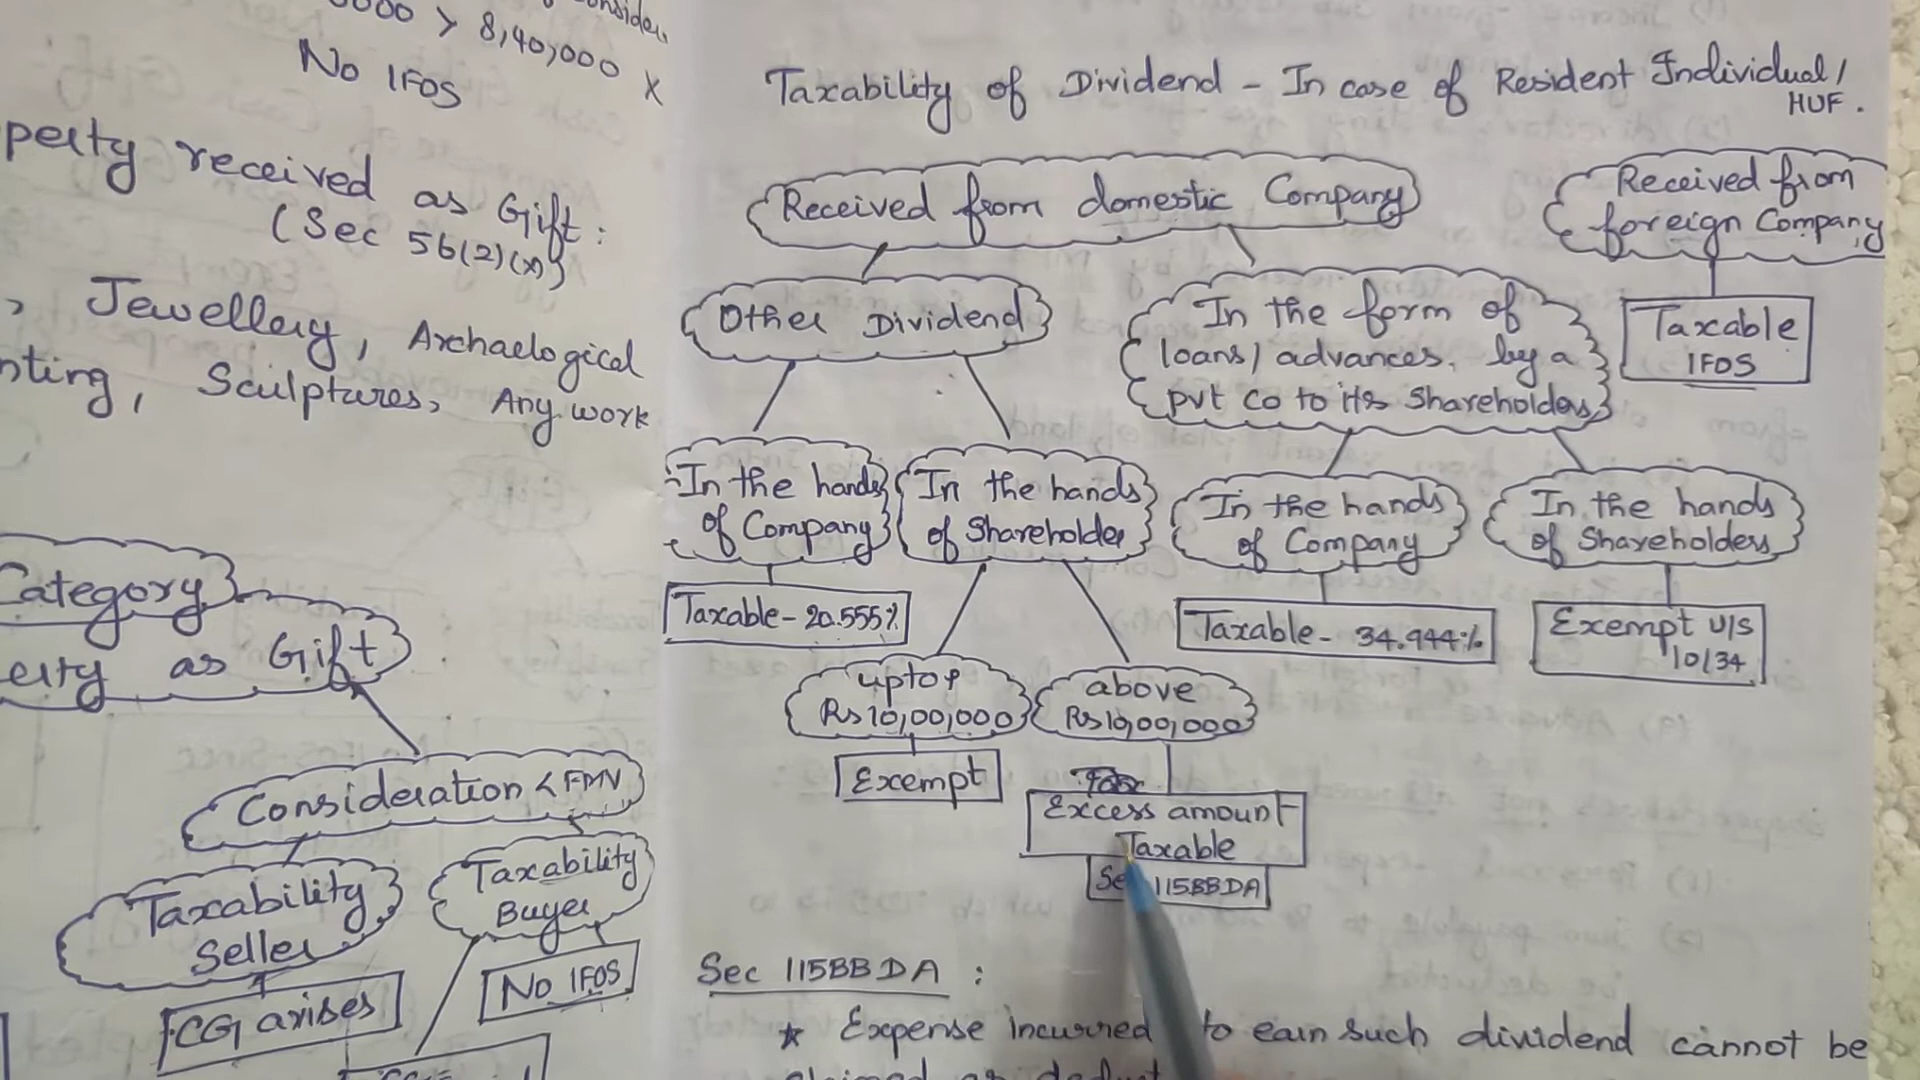 8,40,000 X
No IFOS
received as Gift:
(Sec 56(2)(x))
Jewellery, Archaelogical
Sculptures, Any work
Category
as Gift
Consideration < FMV
Taxability Seller
CG arises
Taxability Buyer
No IFOS
Taxability of Dividend - In case of Resident Individual/
HUF.
Received from domestic Company
Received from
foreign Company
Taxable
IFOS
Other Dividend
In the form of
loans/advances. by a
pvt co to its Shareholders
In the hands
of Company
In the hands
of Shareholder
In the hands
of Company
In the hands
of Shareholders
Taxable - 20.555%
Taxable - 34.944%
Exempt u/s
10/34
upto
Rs 10,00,000
above
Rs 10,00,000
Exempt
Excess amount
Taxable
115BBDA
Sec 115BBDA :
* Expense incurred to earn such dividend cannot be